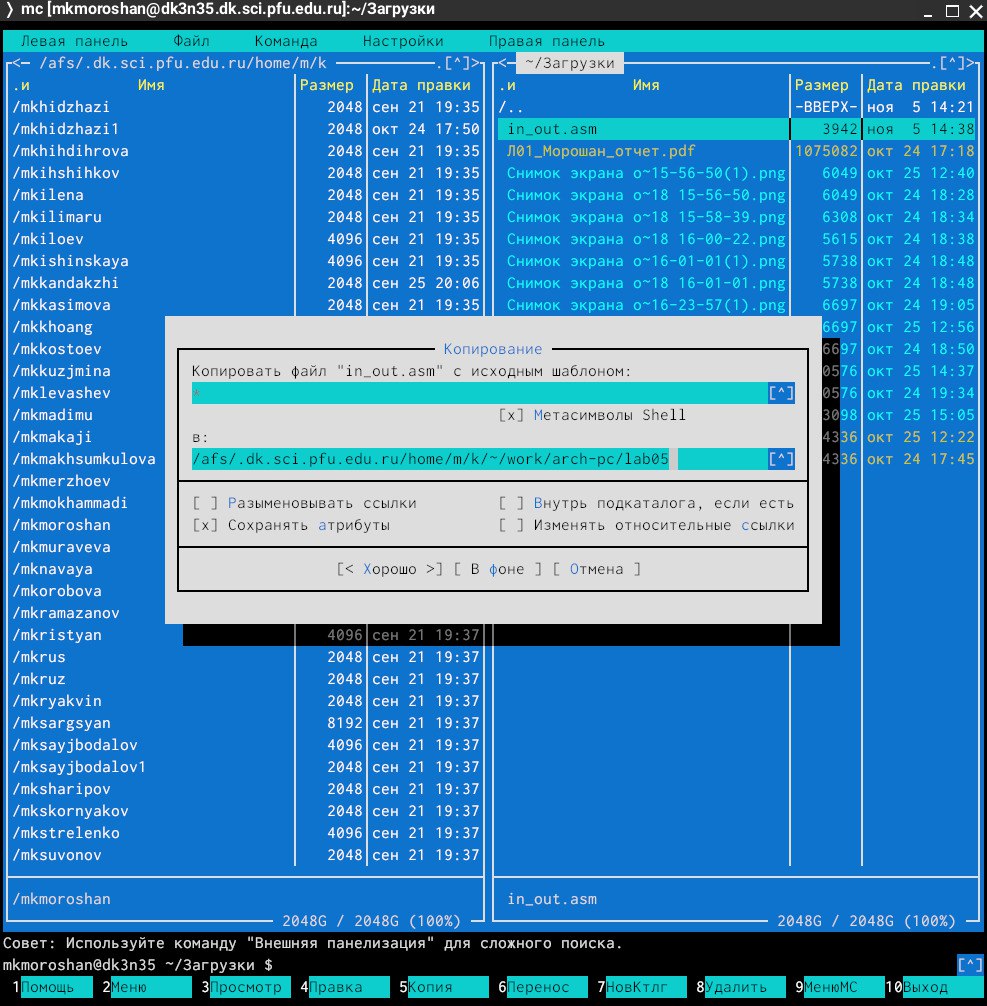 mc [mkmoroshan@dk3n35.dk.sci.pfu.edu.ru]:~/Загрузки
Левая панель Файл Команда Настройки Правая панель
<─ /afs/.dk.sci.pfu.edu.ru/home/m/k .[^]> <─ ~/Загрузки .[^]>
.и Имя Размер Дата правки .и Имя Размер Дата правки
/mkhidzhazi 2048 сен 21 19:35 /.. -ВВЕРХ- ноя 5 14:21
/mkhidzhazi1 2048 окт 24 17:50 in_out.asm 3942 ноя 5 14:38
/mkhihdihrova 2048 сен 21 19:35 Л01_Морошан_отчет.pdf 1075082 окт 24 17:18
/mkihshihkov 2048 сен 21 19:35 Снимок экрана о~15-56-50(1).png 6049 окт 25 12:40
/mkilena 2048 сен 21 19:35 Снимок экрана о~18 15-56-50.png 6049 окт 24 18:28
/mkilimaru 2048 сен 21 19:35 Снимок экрана о~18 15-58-39.png 6308 окт 24 18:34
/mkiloev 4096 сен 21 19:35 Снимок экрана о~18 16-00-22.png 5615 окт 24 18:38
/mkishinskaya 4096 сен 21 19:35 Снимок экрана о~16-01-01(1).png 5738 окт 24 18:48
/mkkandakzhi 2048 сен 25 20:06 Снимок экрана о~18 16-01-01.png 5738 окт 24 18:48
/mkkasimova 2048 сен 21 19:35 Снимок экрана о~16-23-57(1).png 6697 окт 24 19:05
/mkkhoang 6697 окт 25 12:56
/mkkostoev 6697 окт 24 18:50
/mkkuzjmina 0576 окт 25 14:37
/mklevashev 0576 окт 24 19:34
/mkmadimu 3098 окт 25 15:05
/mkmakaji 4336 окт 25 12:22
/mkmakhsumkulova 4336 окт 24 17:45
/mkmerzhoev
/mkmokhammadi
/mkmoroshan
/mkmuraveva
/mknavaya
/mkorobova
/mkramazanov
/mkristyan 4096 сен 21 19:37
/mkrus 2048 сен 21 19:37
/mkruz 2048 сен 21 19:37
/mkryakvin 2048 сен 21 19:37
/mksargsyan 8192 сен 21 19:37
/mksayjbodalov 4096 сен 21 19:37
/mksayjbodalov1 2048 сен 21 19:37
/mksharipov 2048 сен 21 19:37
/mkskornyakov 2048 сен 21 19:37
/mkstrelenko 4096 сен 21 19:37
/mksuvonov 2048 сен 21 19:37
Копирование
Копировать файл "in_out.asm" с исходным шаблоном:
* [^]
[x] Метасимволы Shell
в:
/afs/.dk.sci.pfu.edu.ru/home/m/k/~/work/arch-pc/lab05 [^]
[ ] Разыменовывать ссылки [ ] Внутрь подкаталога, если есть
[x] Сохранять атрибуты [ ] Изменять относительные ссылки
[< Хорошо >] [ В фоне ] [ Отмена ]
/mkmoroshan in_out.asm
2048G / 2048G (100%) 2048G / 2048G (100%)
Совет: Используйте команду "Внешняя панелизация" для сложного поиска.
mkmoroshan@dk3n35 ~/Загрузки $ [^]
1Помощь 2Меню 3Просмотр 4Правка 5Копия 6Перенос 7НовКтлг 8Удалить 9МенюМС 10Выход